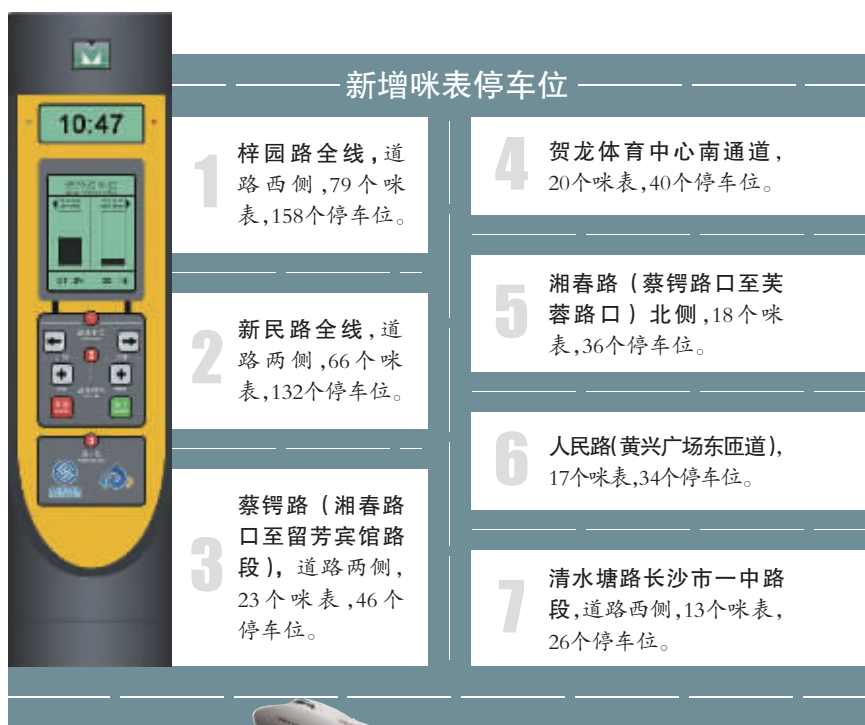 新增咪表停车位
10:47
1
梓园路全线,道
路西侧,79个咪
表,158个停车位。
2
新民路全线,道
路两侧,66个咪
表,132个停车位。
3
蔡锷路（湘春路
口至留芳宾馆路
段），道路两侧，
23个咪表,46个
停车位。
4
贺龙体育中心南通道,
20个咪表,40个停车位。
5
湘春路（蔡锷路口至芙
蓉路口）北侧,18个咪
表,36个停车位。
6
人民路(黄兴广场东匝道),
17个咪表,34个停车位。
7
清水塘路长沙市一中路
段,道路西侧,13个咪表,
26个停车位。